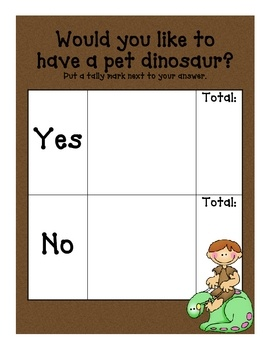 Would you like to
have a pet dinosaur?
Put a tally mark next to your answer.
Total:
Yes
Total:
No